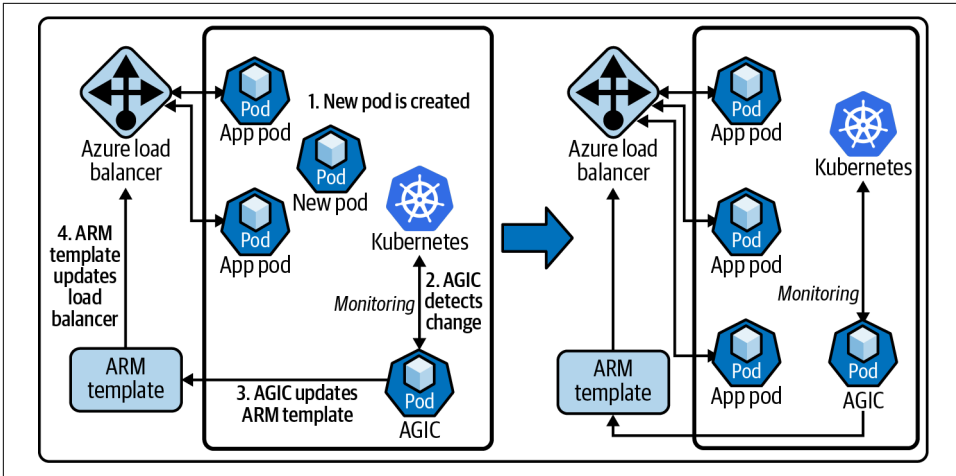 Pod
App pod
1. New pod is created
Azure load
balancer
Pod
New pod
Pod
App pod
Kubernetes
4. ARM
template
updates
load
balancer
Monitoring
2. AGIC
detects
change
ARM
template
3. AGIC updates
ARM template
Pod
AGIC
Pod
App pod
Azure load
balancer
Kubernetes
Pod
App pod
Monitoring
ARM
template
Pod
App pod
Pod
AGIC